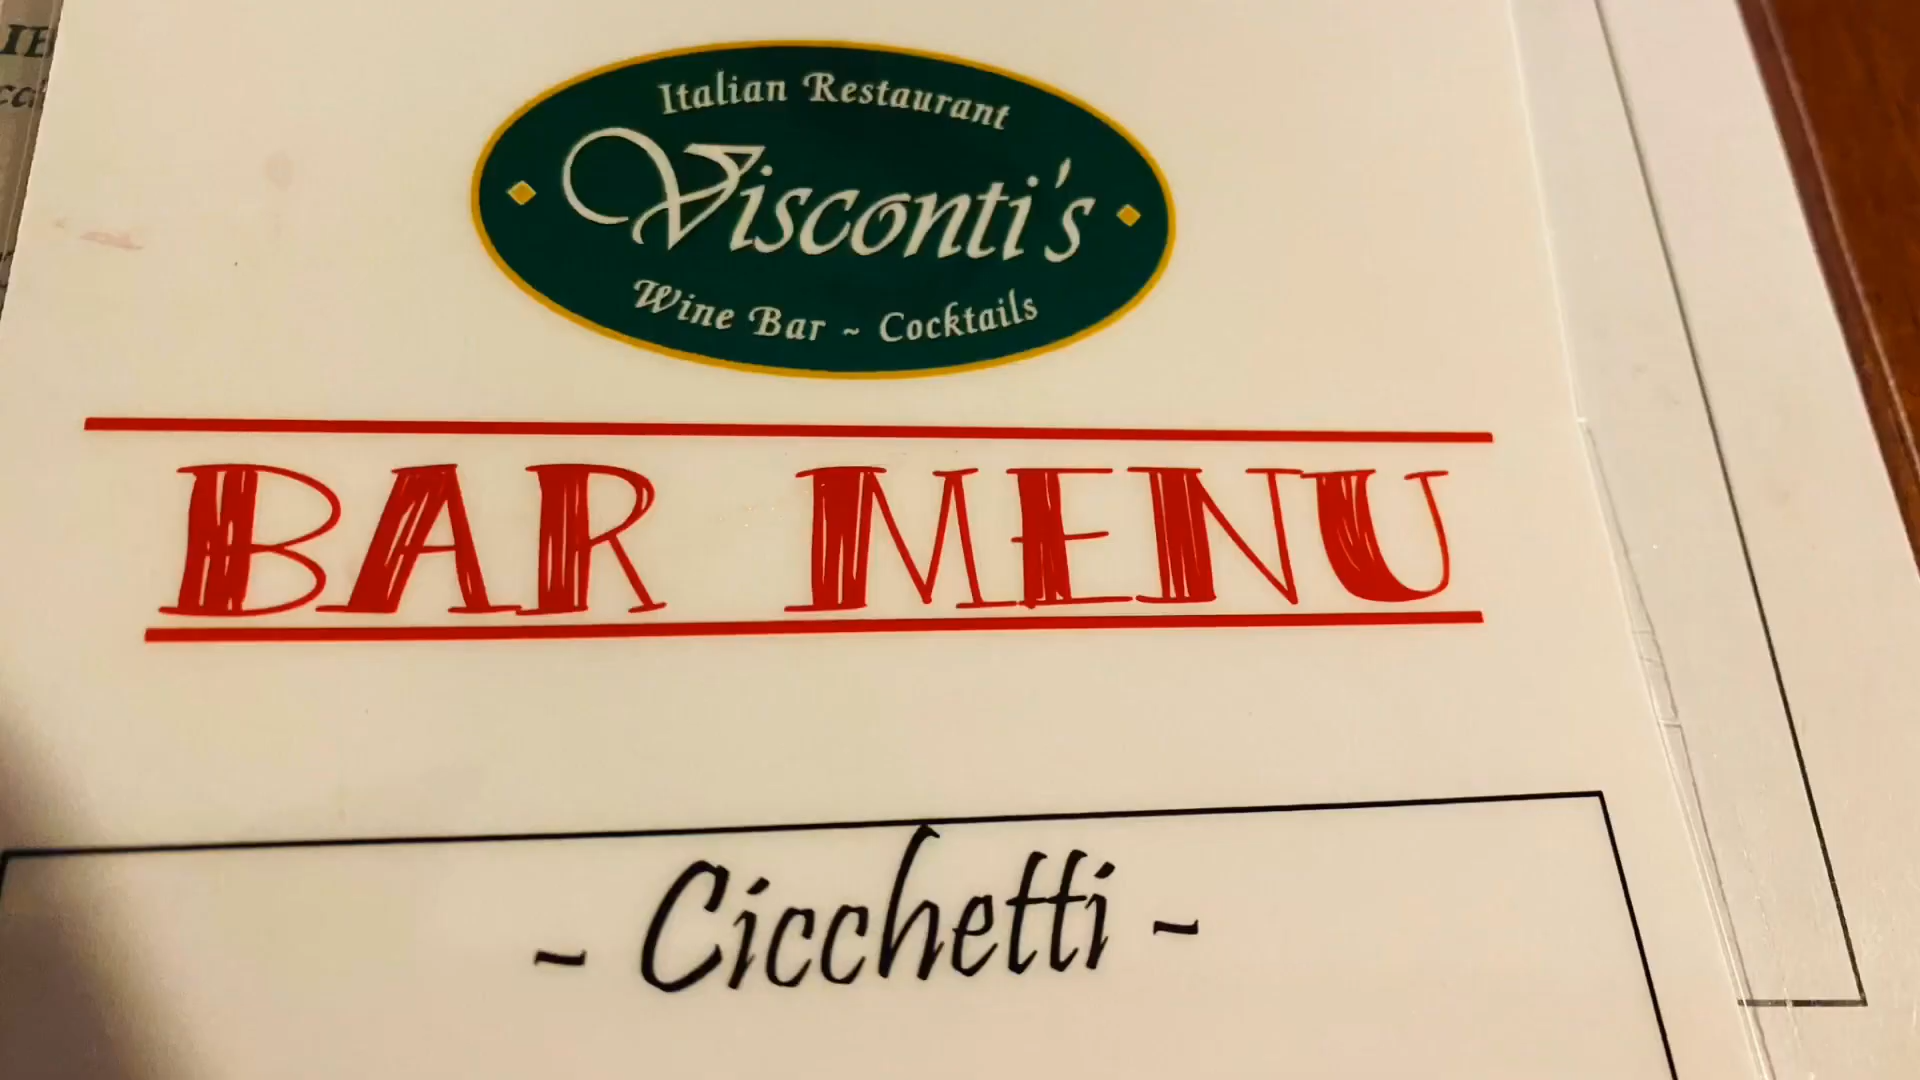 Italian Restaurant
Visconti's
Wine Bar ~ Cocktails
BAR MENU
~ Cicchetti ~